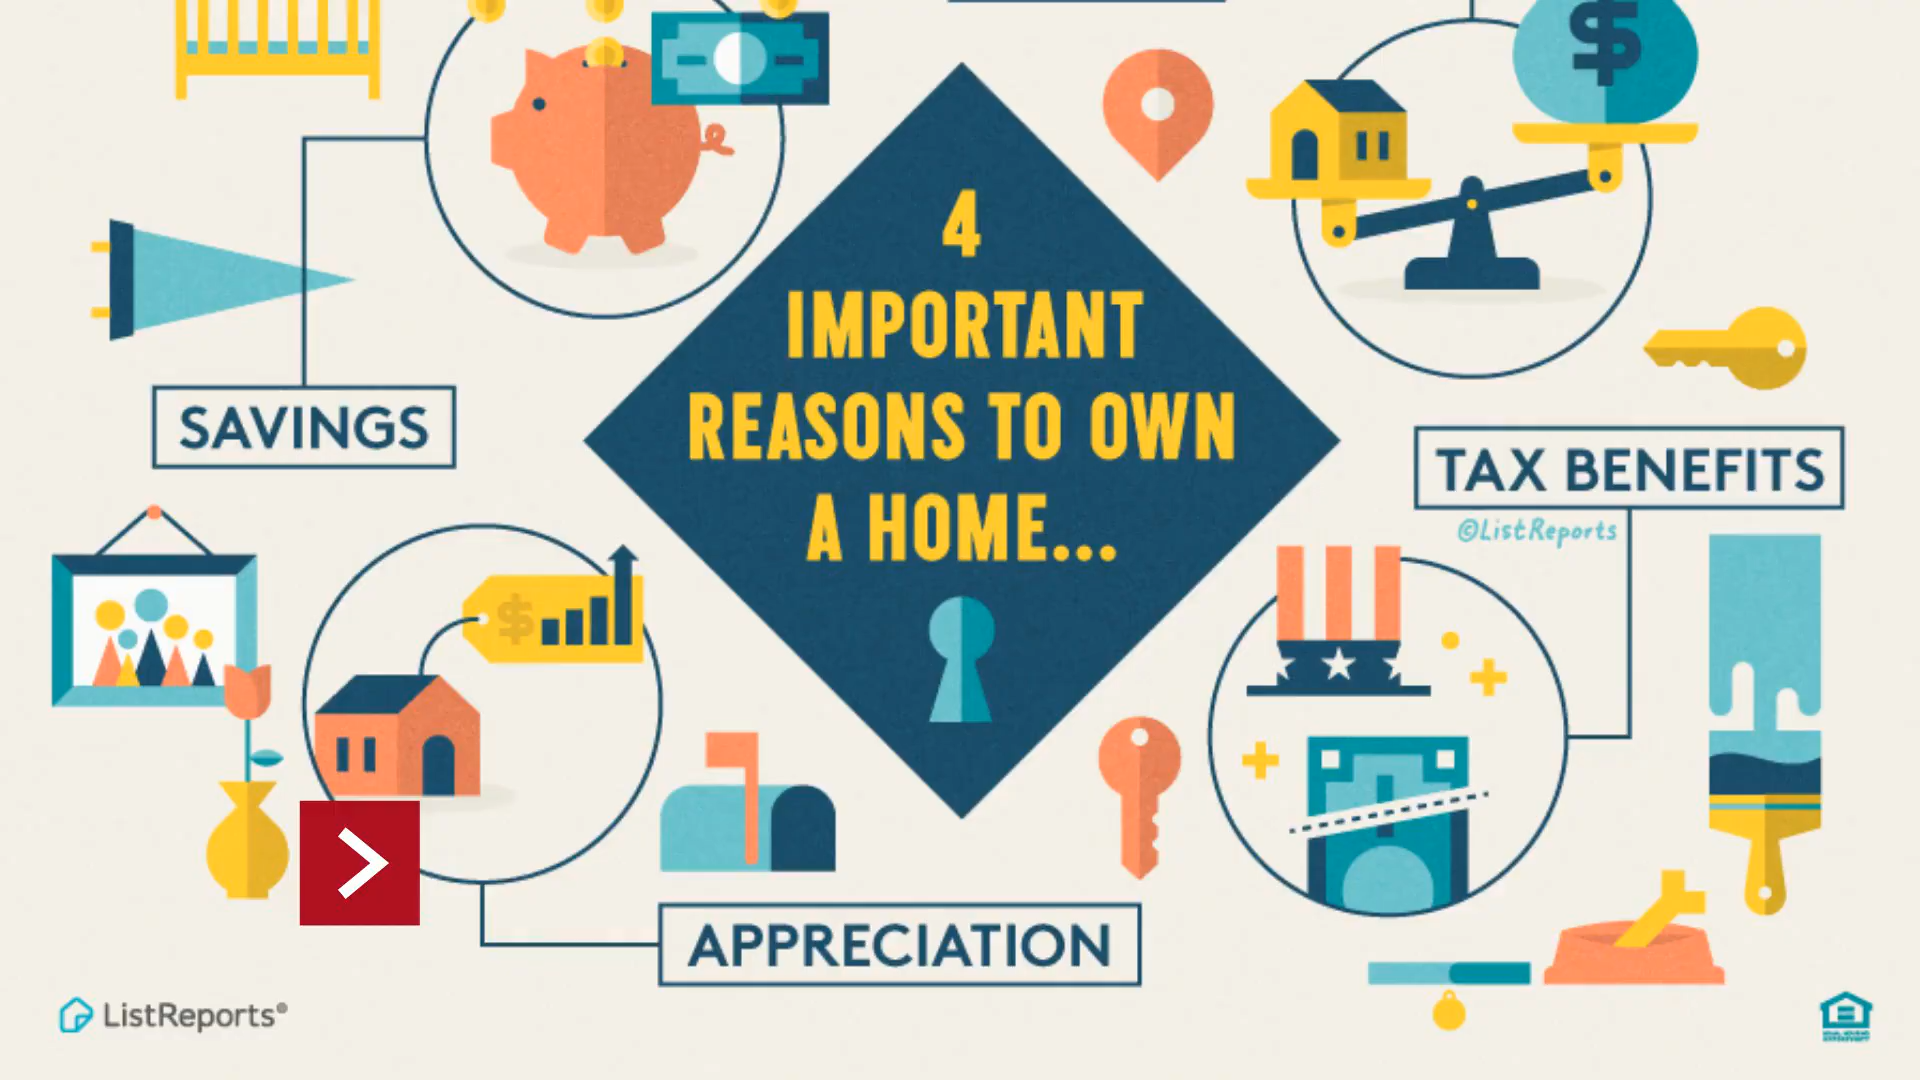 4
IMPORTANT
REASONS TO OWN
A HOME...
SAVINGS
TAX BENEFITS
©ListReports
APPRECIATION
ListReports®